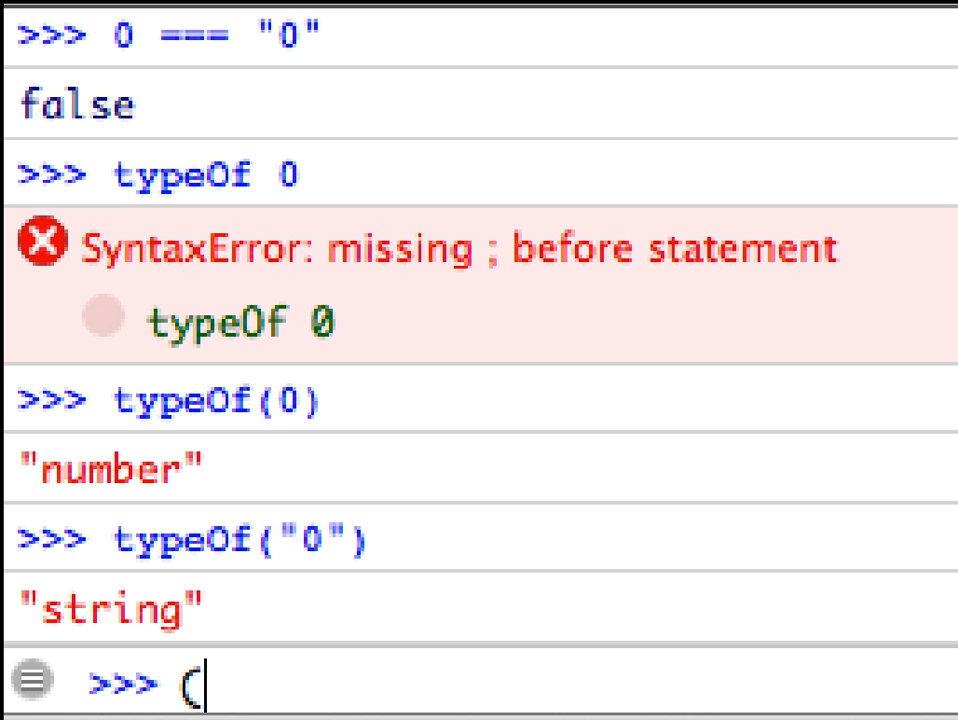 >>> 0 === "0"
false
>>> typeOf 0
SyntaxError: missing ; before statement
typeOf 0
>>> typeOf(0)
"number"
>>> typeOf("0")
"string"
>>> (